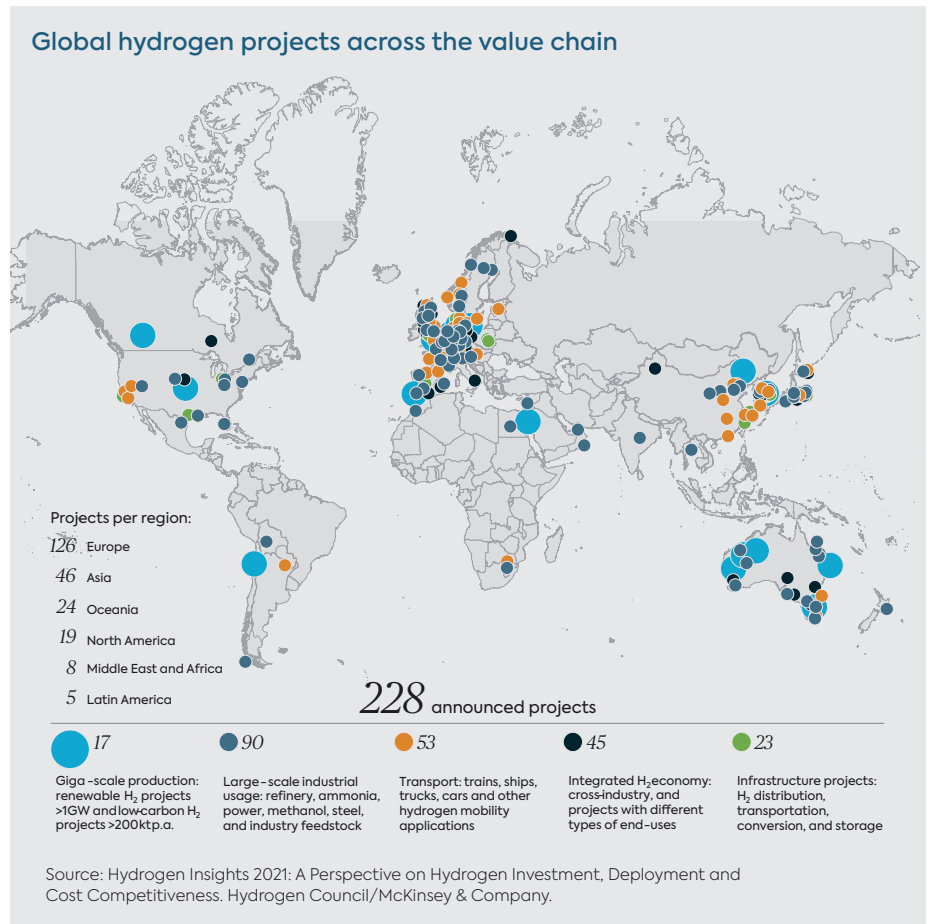 Global hydrogen projects across the value chain
Projects per region:
126 Europe
46 Asia
24 Oceania
19 North America
8 Middle East and Africa
5 Latin America
228 announced projects
17
Giga-scale production:
renewable H₂ projects
>1GW and low-carbon H₂
projects >200ktp.a.
90
Large-scale industrial
usage: refinery, ammonia,
power, methanol, steel,
and industry feedstock
53
Transport: trains, ships,
trucks, cars and other
hydrogen mobility
applications
45
Integrated H₂economy:
cross-industry, and
projects with different
types of end-uses
23
Infrastructure projects:
H₂ distribution,
transportation,
conversion, and storage
Source: Hydrogen Insights 2021: A Perspective on Hydrogen Investment, Deployment and
Cost Competitiveness. Hydrogen Council/McKinsey & Company.